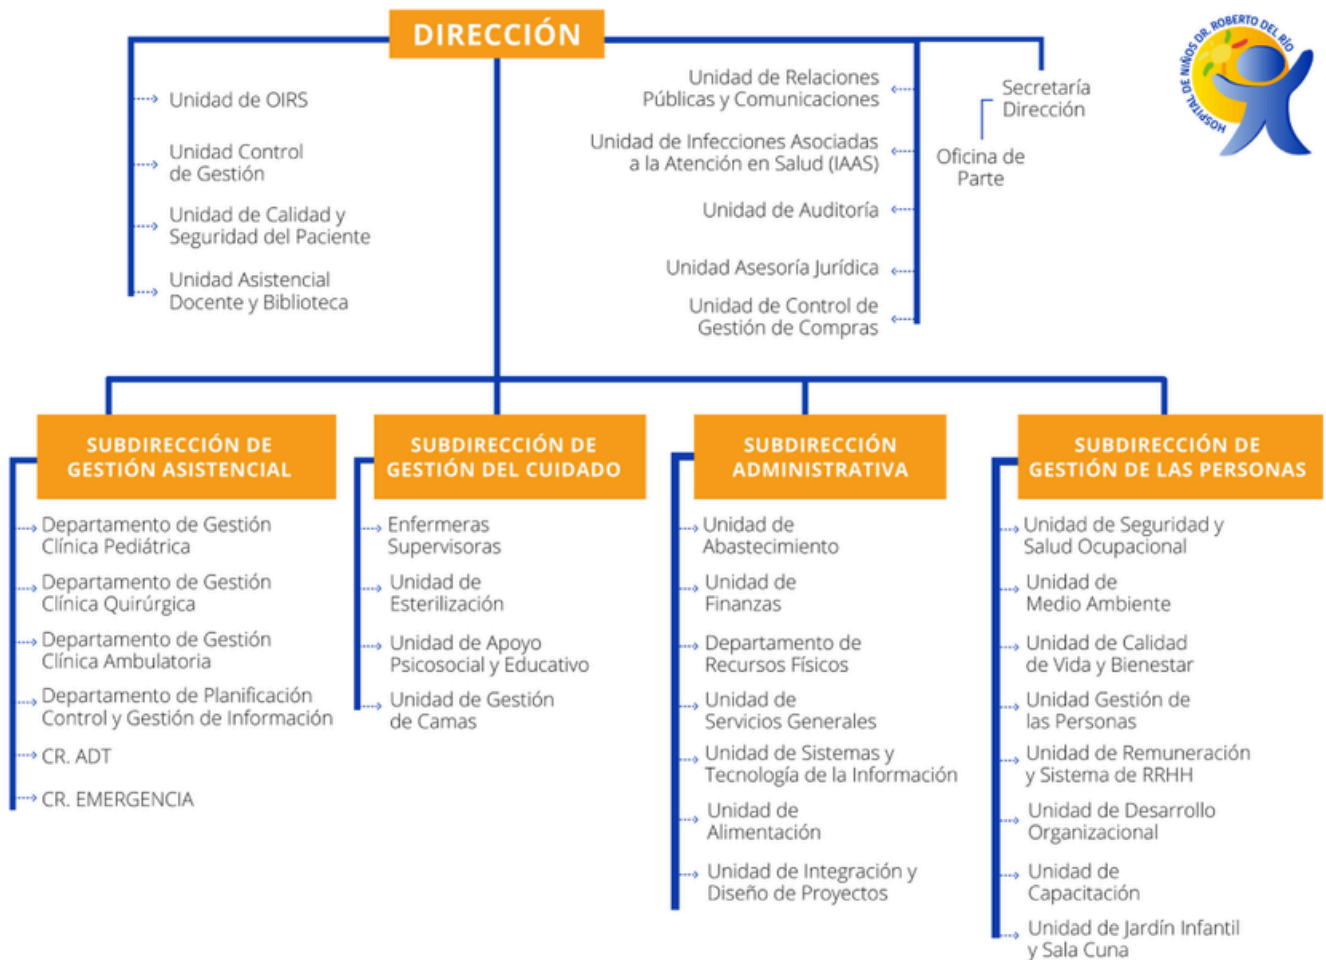 DIRECCIÓN
HOSPITAL DE NIÑOS DR. ROBERTO DEL RÍO
Unidad de OIRS
Unidad Control
de Gestión
Unidad de Calidad y
Seguridad del Paciente
Unidad Asistencial
Docente y Biblioteca
Unidad de Relaciones
Públicas y Comunicaciones
Unidad de Infecciones Asociadas
a la Atención en Salud (IAAS)
Unidad de Auditoría
Unidad Asesoría Jurídica
Unidad de Control de
Gestión de Compras
Secretaría
Dirección
Oficina de
Parte
SUBDIRECCIÓN DE
GESTIÓN ASISTENCIAL
Departamento de Gestión
Clínica Pediátrica
Departamento de Gestión
Clínica Quirúrgica
Departamento de Gestión
Clínica Ambulatoria
Departamento de Planificación
Control y Gestión de Información
CR. ADT
CR. EMERGENCIA
SUBDIRECCIÓN DE
GESTIÓN DEL CUIDADO
Enfermeras
Supervisoras
Unidad de
Esterilización
Unidad de Apoyo
Psicosocial y Educativo
Unidad de Gestión
de Camas
SUBDIRECCIÓN
ADMINISTRATIVA
Unidad de
Abastecimiento
Unidad de
Finanzas
Departamento de
Recursos Físicos
Unidad de
Servicios Generales
Unidad de Sistemas y
Tecnología de la Información
Unidad de
Alimentación
Unidad de Integración y
Diseño de Proyectos
SUBDIRECCIÓN DE
GESTIÓN DE LAS PERSONAS
Unidad de Seguridad y
Salud Ocupacional
Unidad de
Medio Ambiente
Unidad de Calidad
de Vida y Bienestar
Unidad Gestión de
las Personas
Unidad de Remuneración
y Sistema de RRHH
Unidad de Desarrollo
Organizacional
Unidad de
Capacitación
Unidad de Jardín Infantil
y Sala Cuna